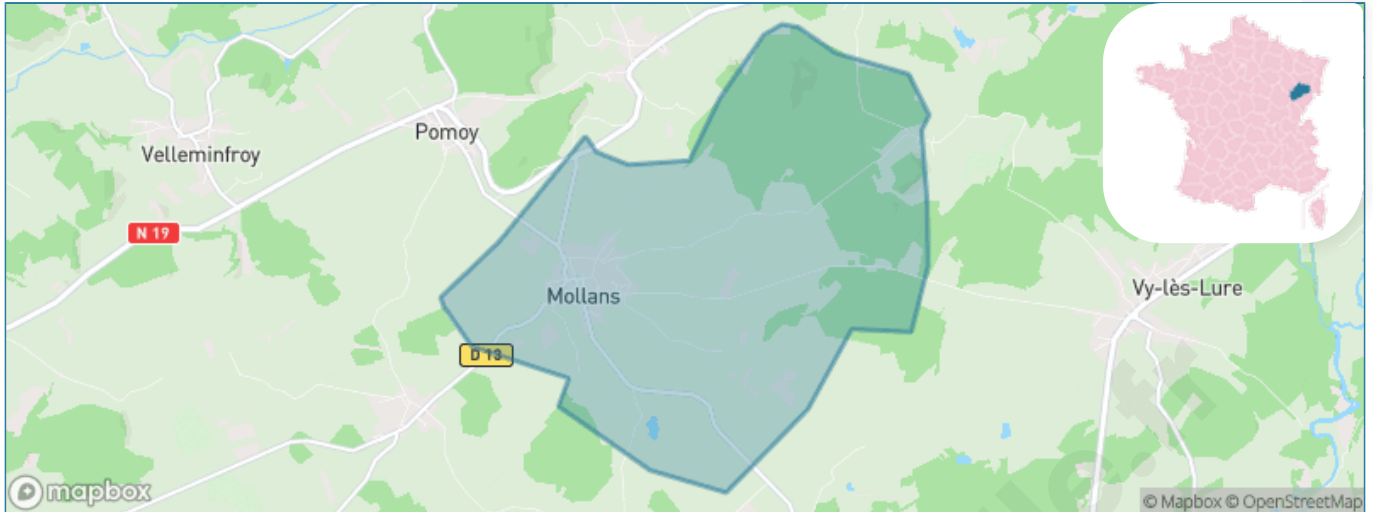 Pomoy
Velleminfroy
N 19
Mollans
Vy-lès-Lure
D 13
mapbox
© Mapbox © OpenStreetMap